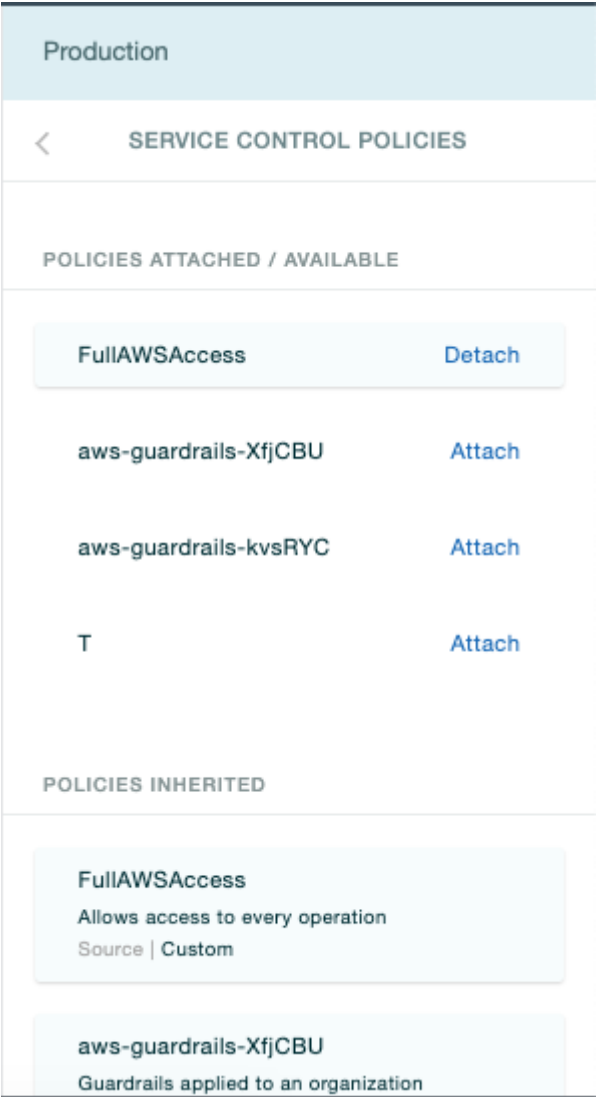 Production
SERVICE CONTROL POLICIES
POLICIES ATTACHED / AVAILABLE
FullAWSAccess Detach
aws-guardrails-XfjCBU Attach
aws-guardrails-kvsRYC Attach
T Attach
POLICIES INHERITED
FullAWSAccess
Allows access to every operation
Source | Custom
aws-guardrails-XfjCBU
Guardrails applied to an organization